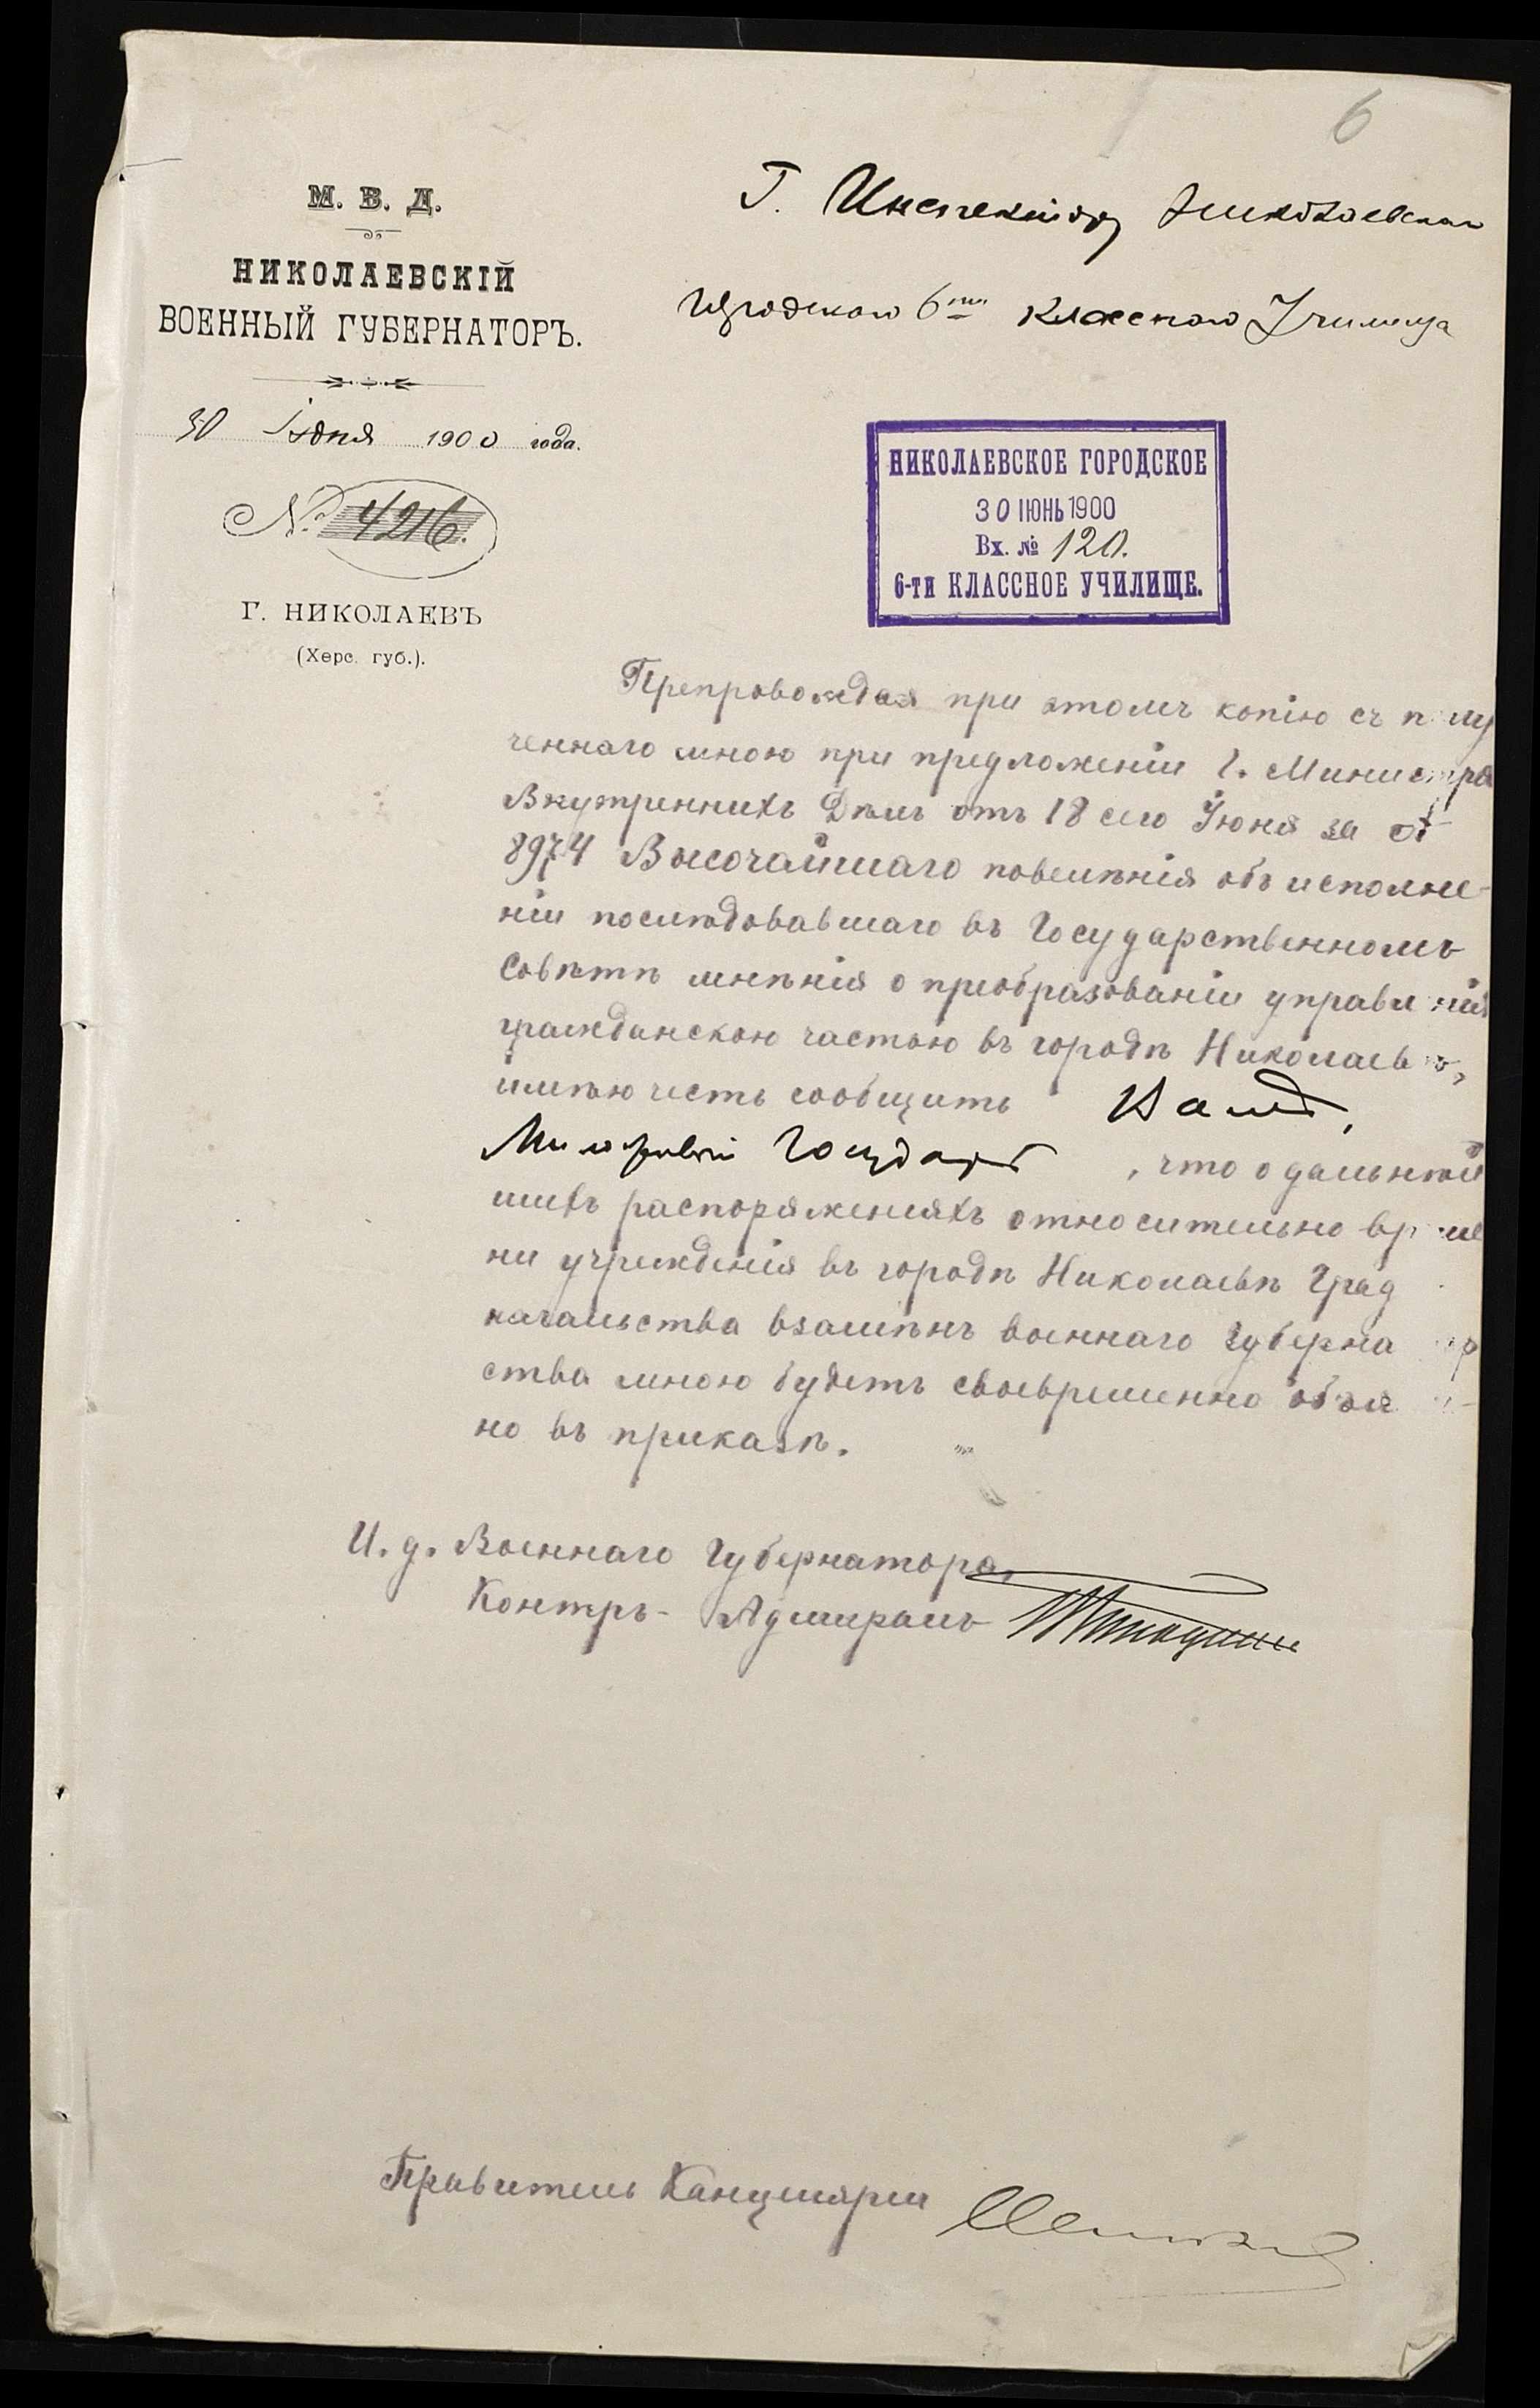 6
М. В. Д.
НИКОЛАЕВСКІЙ
ВОЕННЫЙ ГУБЕРНАТОРЪ.
30 Іюня 1900 года.
№ 4216.
Г. НИКОЛАЕВЪ
(Херс. губ.).
Г. Инспектору Николаевскаго
Городского 6ти класснаго Училища
НИКОЛАЕВСКОЕ ГОРОДСКОЕ
30 ІЮНЬ 1900
Вх. № 120.
6-ти КЛАССНОЕ УЧИЛИЩЕ.
Препровождая при этомъ копію съ полу
ченнаго мною при предложеніи Г. Министра
Внутреннихъ Дѣлъ отъ 18 сего Іюня за №
8974 Высочайшаго повелѣнія объ исполне-
ніи послѣдовавшаго въ Государственномъ
Совѣтѣ мнѣнія о преобразованіи управленія
гражданскою частью въ городѣ Николаевѣ,
имѣю честь сообщить Вамъ,
Милостивый Государь, что о дальнѣй
шихъ распоряженіяхъ относительно време
ни учрежденія въ городѣ Николаевѣ Град
начальства взамѣнъ военнаго губернатор
ства мною будетъ своевременно объявле-
но въ приказѣ.
И. д. Военнаго Губернатора,
Контръ-Адмиралъ
Правитель Канцеляріи